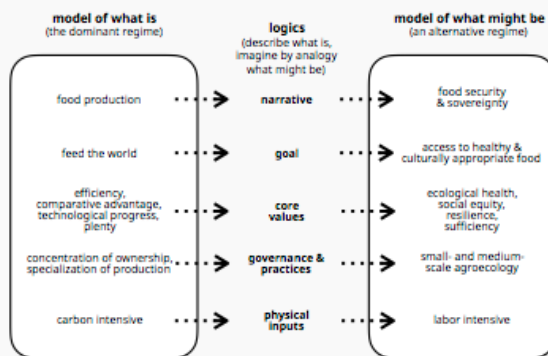 model of what is
(the dominant regime)
logics
(describe what is,
imagine by analogy
what might be)
model of what might be
(an alternative regime)
food production
narrative
food security
& sovereignty
feed the world
goal
access to healthy &
culturally appropriate food
efficiency,
comparative advantage,
technological progress,
plenty
core
values
ecological health,
social equity,
resilience,
sufficiency
concentration of ownership,
specialization of production
governance &
practices
small- and medium-
scale agroecology
carbon intensive
physical
inputs
labor intensive